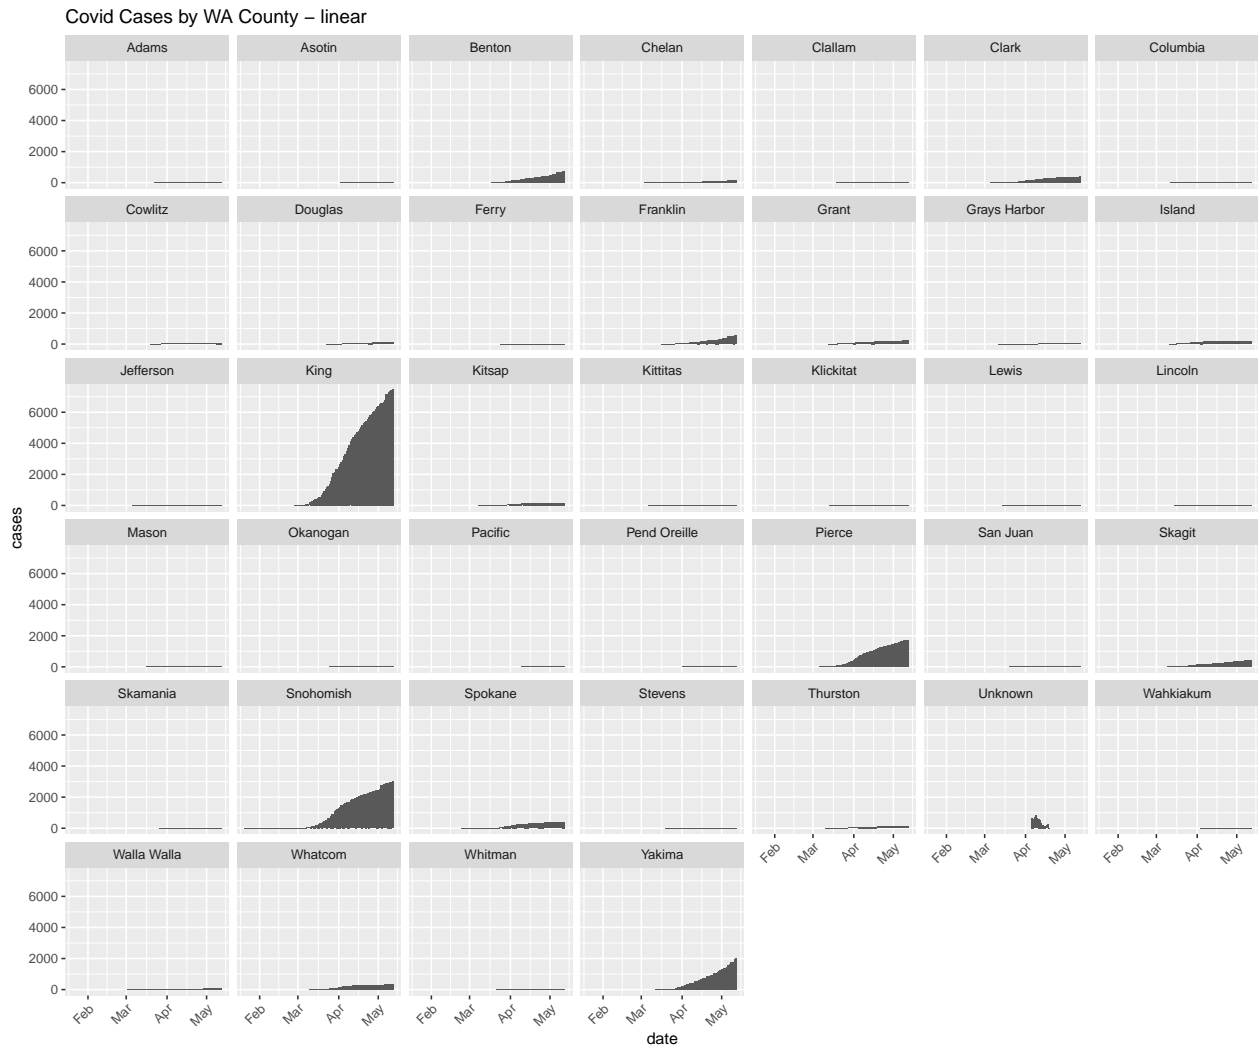 Covid Cases by WA County − linear
Adams Asotin Benton Chelan Clallam Clark Columbia
6000
4000
2000
0
Cowlitz Douglas Ferry Franklin Grant Grays Harbor Island
6000
4000
2000
0
Jefferson King Kitsap Kittitas Klickitat Lewis Lincoln
6000
4000
2000
0
cases
Mason Okanogan Pacific Pend Oreille Pierce San Juan Skagit
6000
4000
2000
0
Skamania Snohomish Spokane Stevens Thurston Unknown Wahkiakum
6000
4000
2000
0
Feb Mar Apr May Feb Mar Apr May Feb Mar Apr May
Walla Walla Whatcom Whitman Yakima
6000
4000
2000
0
Feb Mar Apr May Feb Mar Apr May Feb Mar Apr May Feb Mar Apr May
date